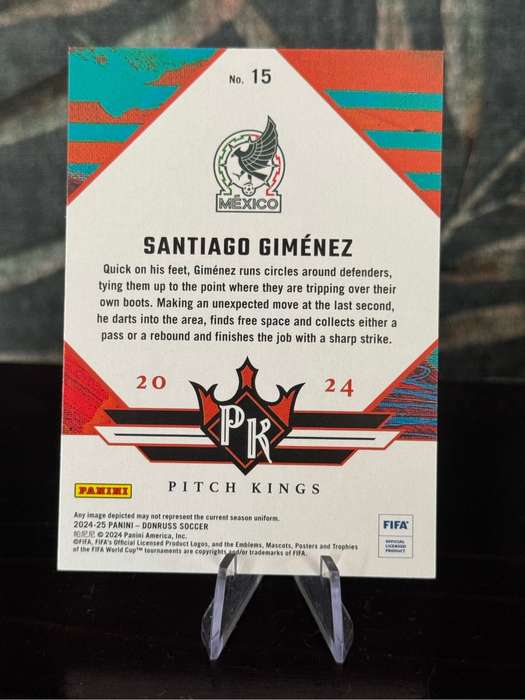 No. 15
MÉXICO
SANTIAGO GIMÉNEZ
Quick on his feet, Giménez runs circles around defenders,
tying them up to the point where they are tripping over their
own boots. Making an unexpected move at the last second,
he darts into the area, finds free space and collects either a
pass or a rebound and finishes the job with a sharp strike.
20 24
PK
PITCH KINGS
PANINI
Any image depicted may not represent the current season uniform.
2024-25 PANINI – DONRUSS SOCCER
帕尼尼 © 2024 Panini America, Inc.
©FIFA, FIFA's Official Licensed Product Logos, and the Emblems, Mascots, Posters and Trophies
of the FIFA World Cup™ tournaments are copyrights and/or trademarks of FIFA.
FIFA
OFFICIAL
LICENSED
PRODUCT